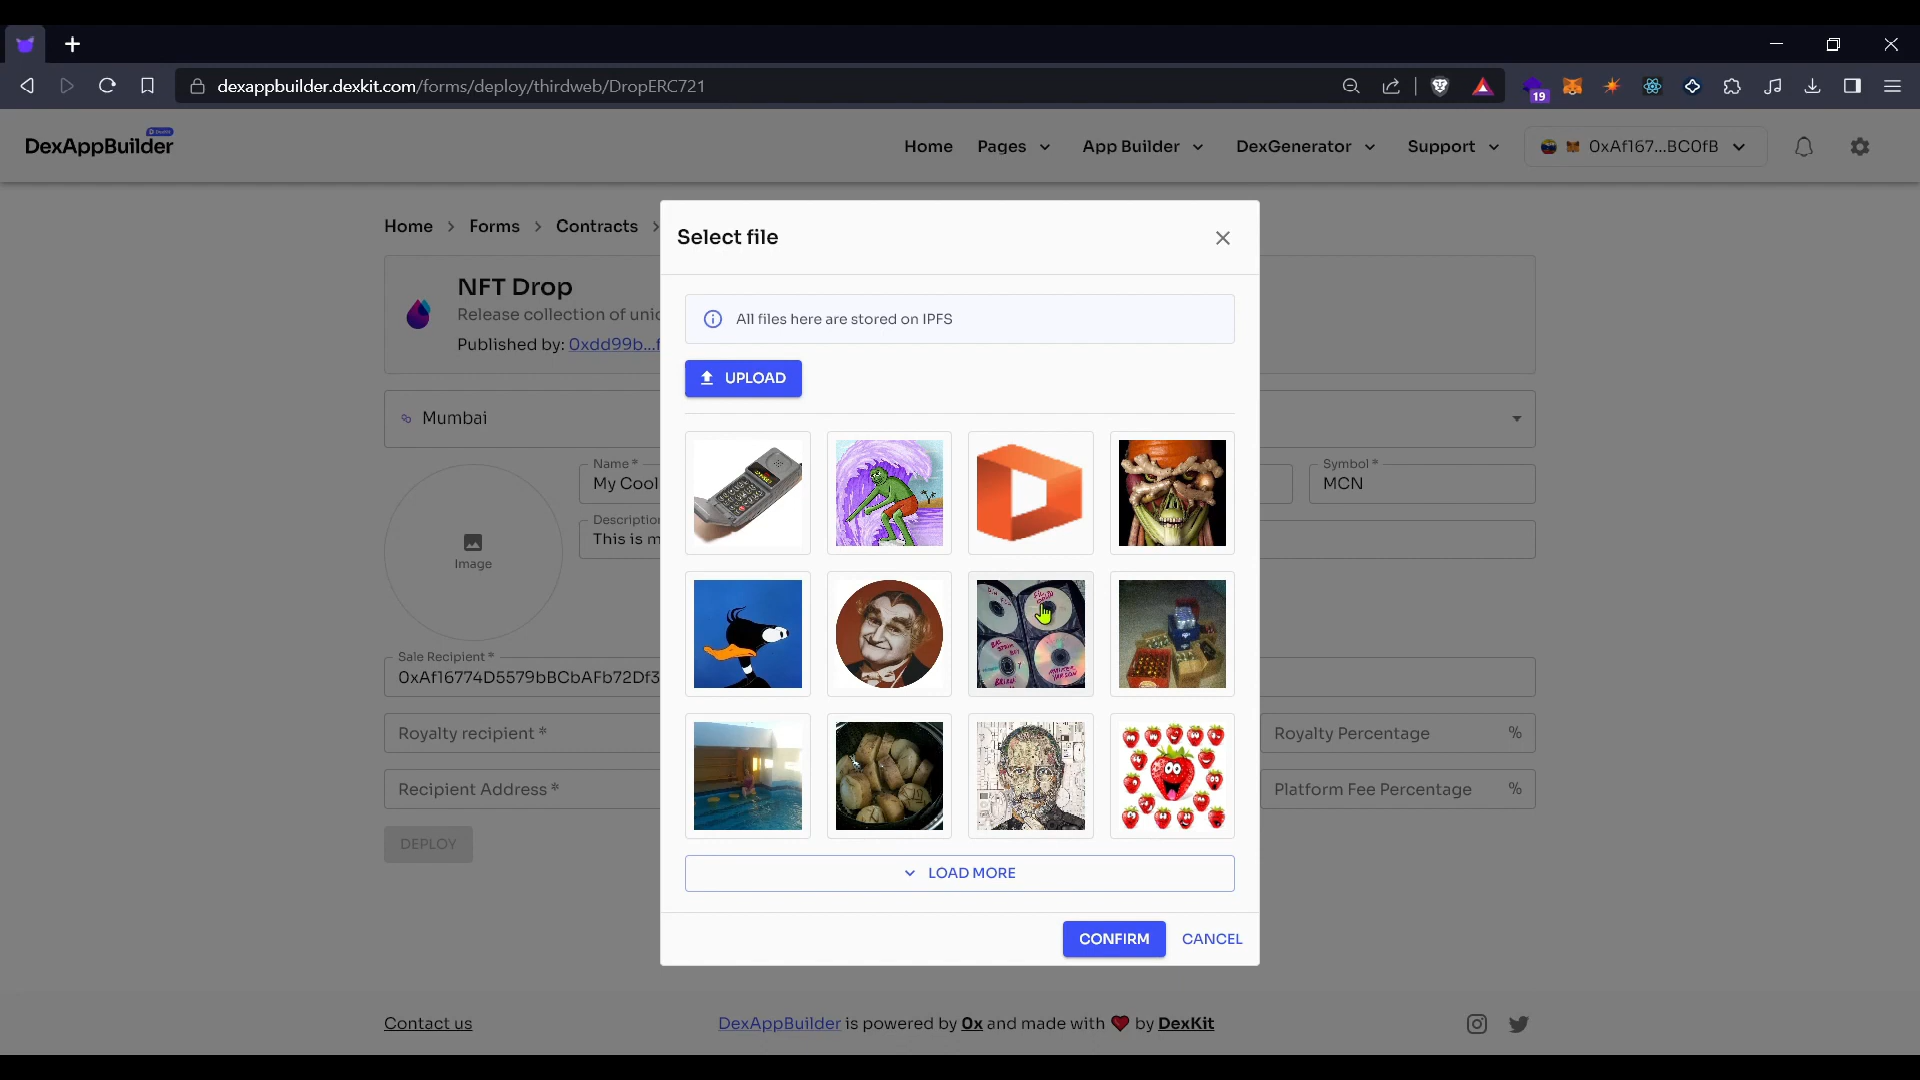 dexappbuilder.dexkit.com/forms/deploy/thirdweb/DropERC721
19
DexAppBuilder
DexKit
Home
Pages
App Builder
DexGenerator
Support
0xAf167...BC0fB
Home
Forms
Contracts
NFT Drop
Release collection of
Published by: 0xdd99b...
Mumbai
Image
Name *
My Cool
Symbol *
MCN
This is
Sale Recipient *
0xAf16774D5579bBCbAFb72Df3
Royalty recipient *
Royalty Percentage
%
Recipient Address *
Platform Fee Percentage
%
DEPLOY
Select file
All files here are stored on IPFS
UPLOAD
LOAD MORE
CONFIRM
CANCEL
Contact us
DexAppBuilder is powered by 0x and made with ❤ by DexKit